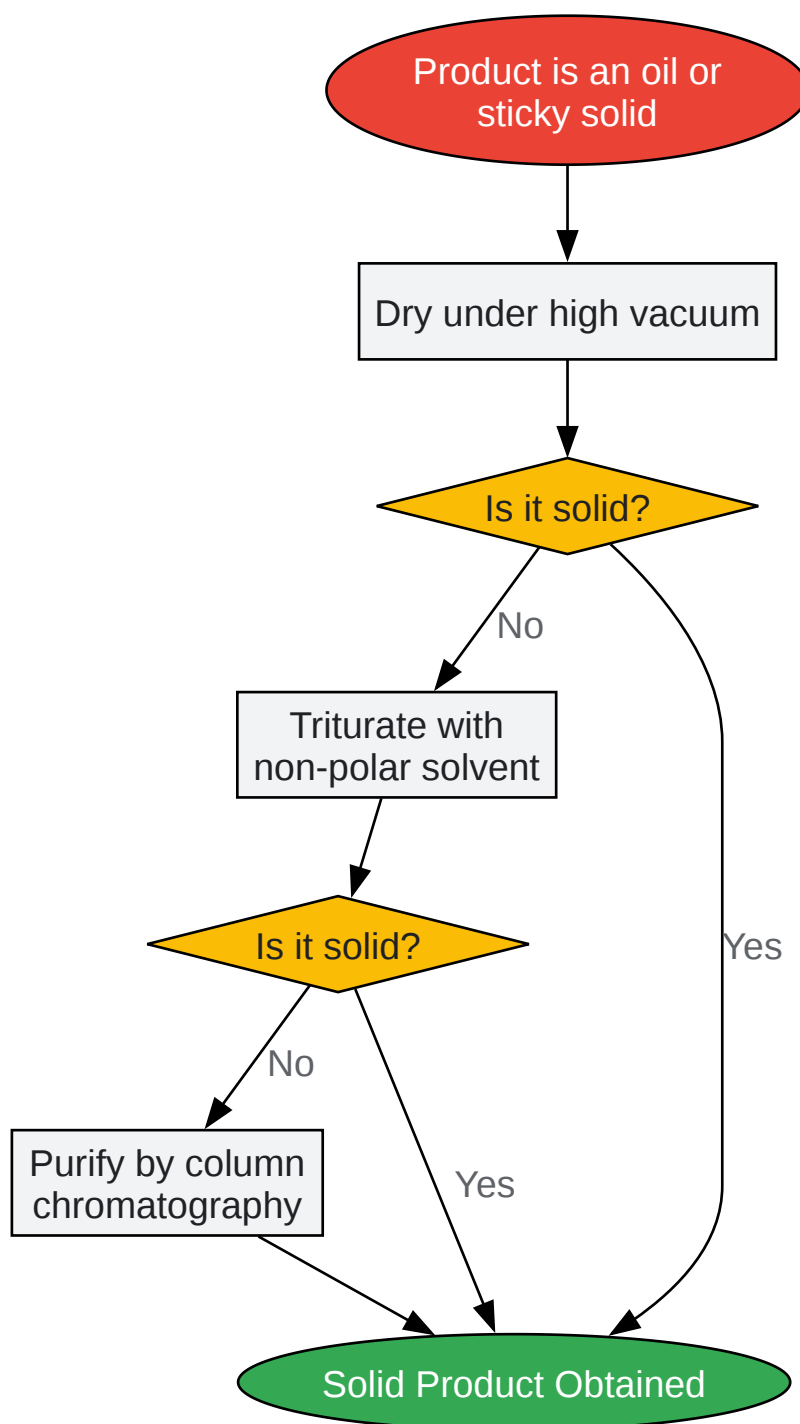 Product is an oil or
sticky solid
Dry under high vacuum
Is it solid?
No
Triturate with
non-polar solvent
Is it solid?
Yes
No
Purify by column
chromatography
Yes
Solid Product Obtained